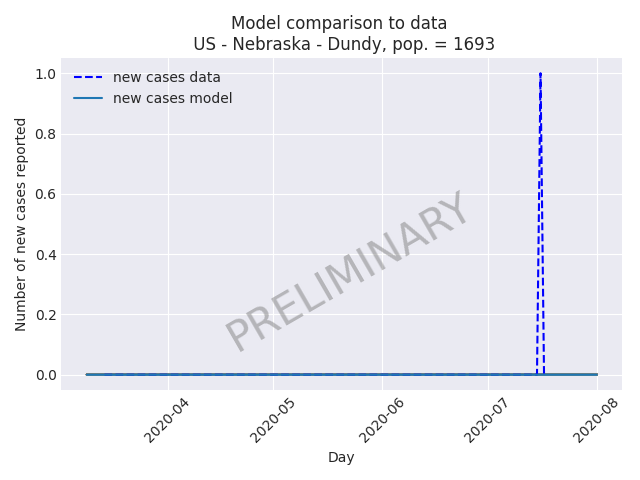 Model comparison to data
US - Nebraska - Dundy, pop. = 1693
new cases data
new cases model
Number of new cases reported
1.0
0.8
0.6
0.4
0.2
0.0
PRELIMINARY
2020-04
2020-05
2020-06
2020-07
2020-08
Day